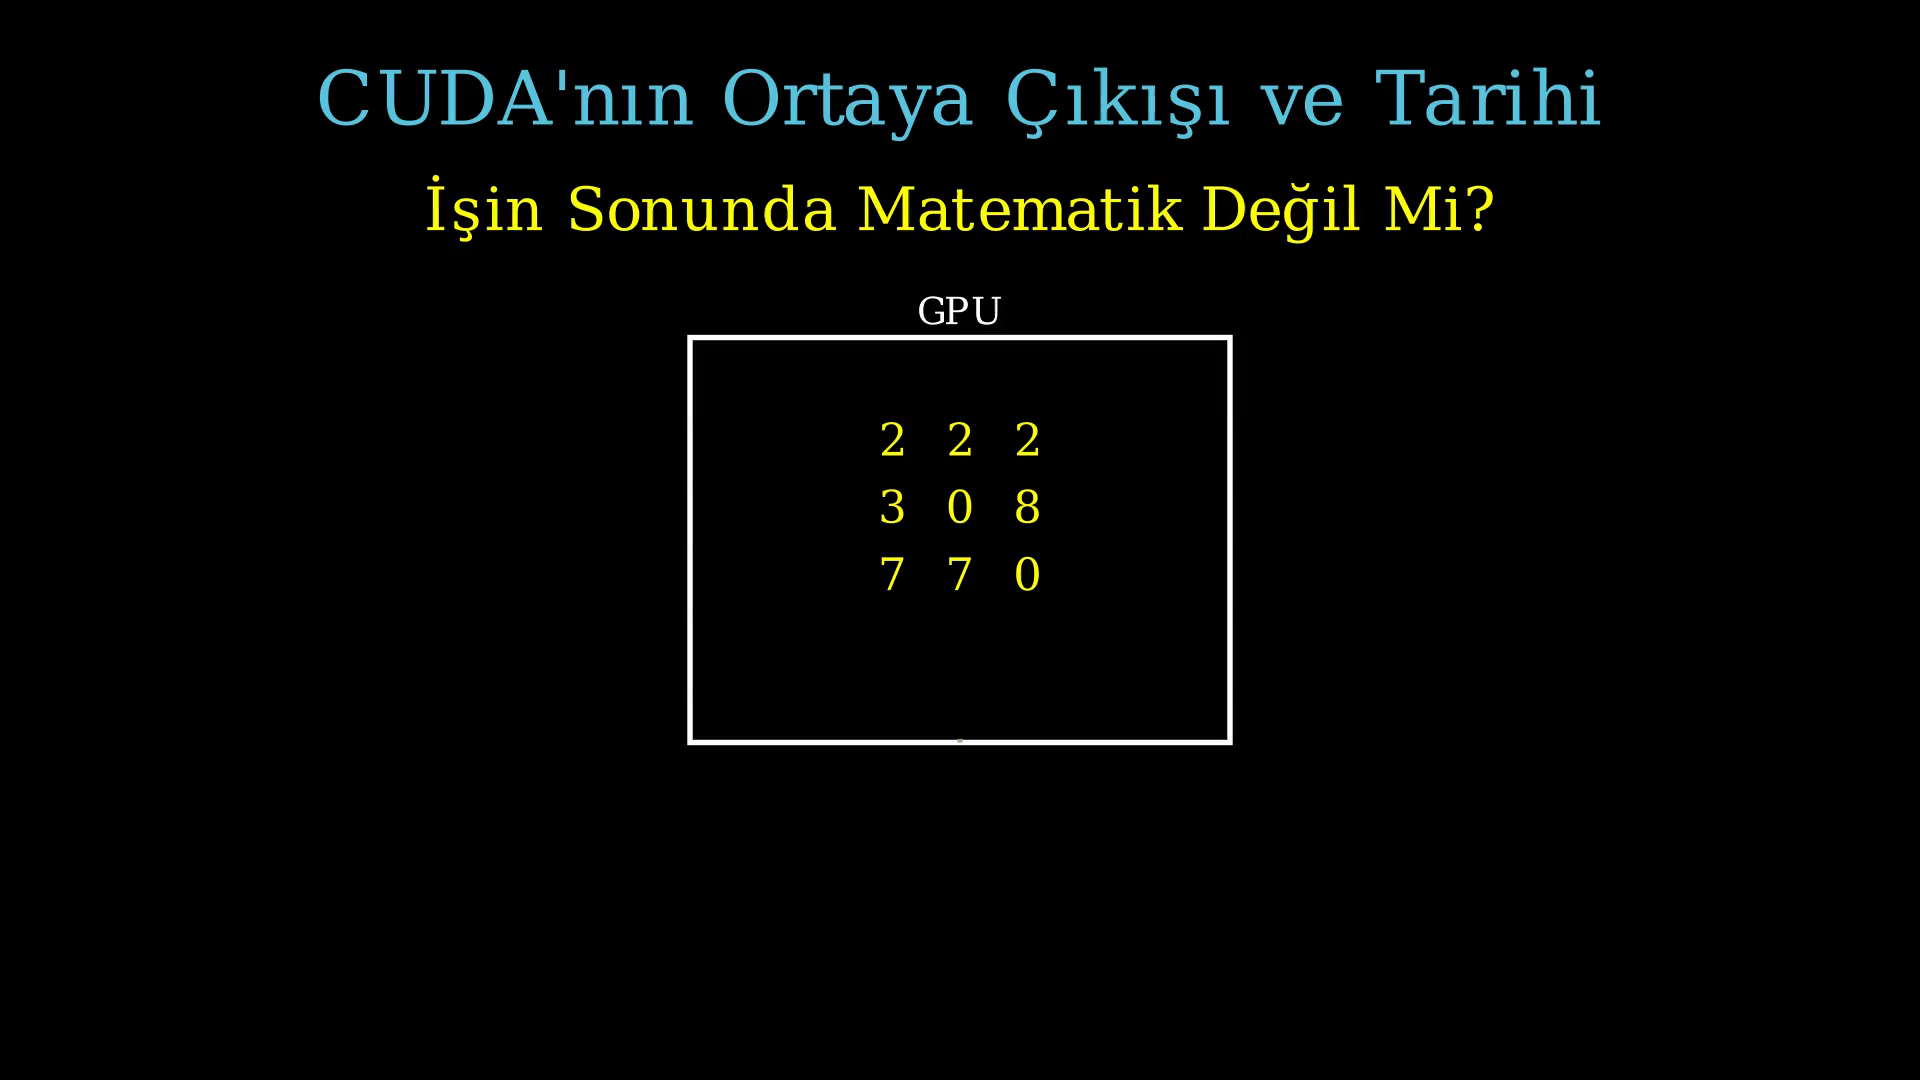 CUDA'nın Ortaya Çıkışı ve Tarihi
İşin Sonunda Matematik Değil Mi?
GPU
2 2 2
3 0 8
7 7 0